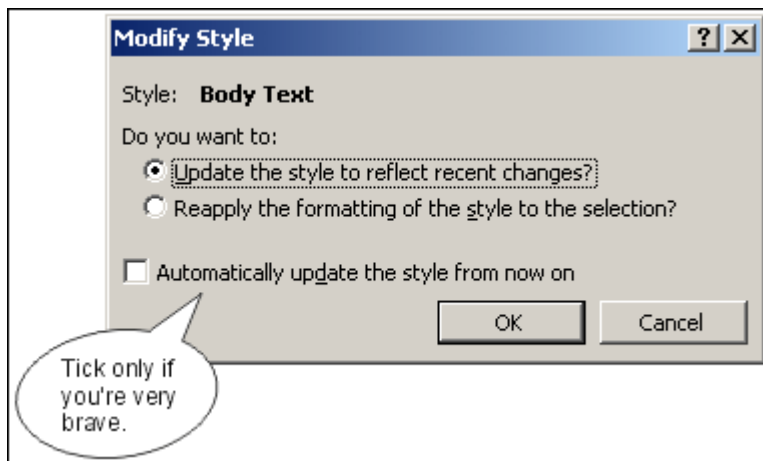 Modify Style
Style: Body Text
Do you want to:
Update the style to reflect recent changes?
Reapply the formatting of the style to the selection?
Automatically update the style from now on
OK Cancel
Tick only if
you're very
brave.